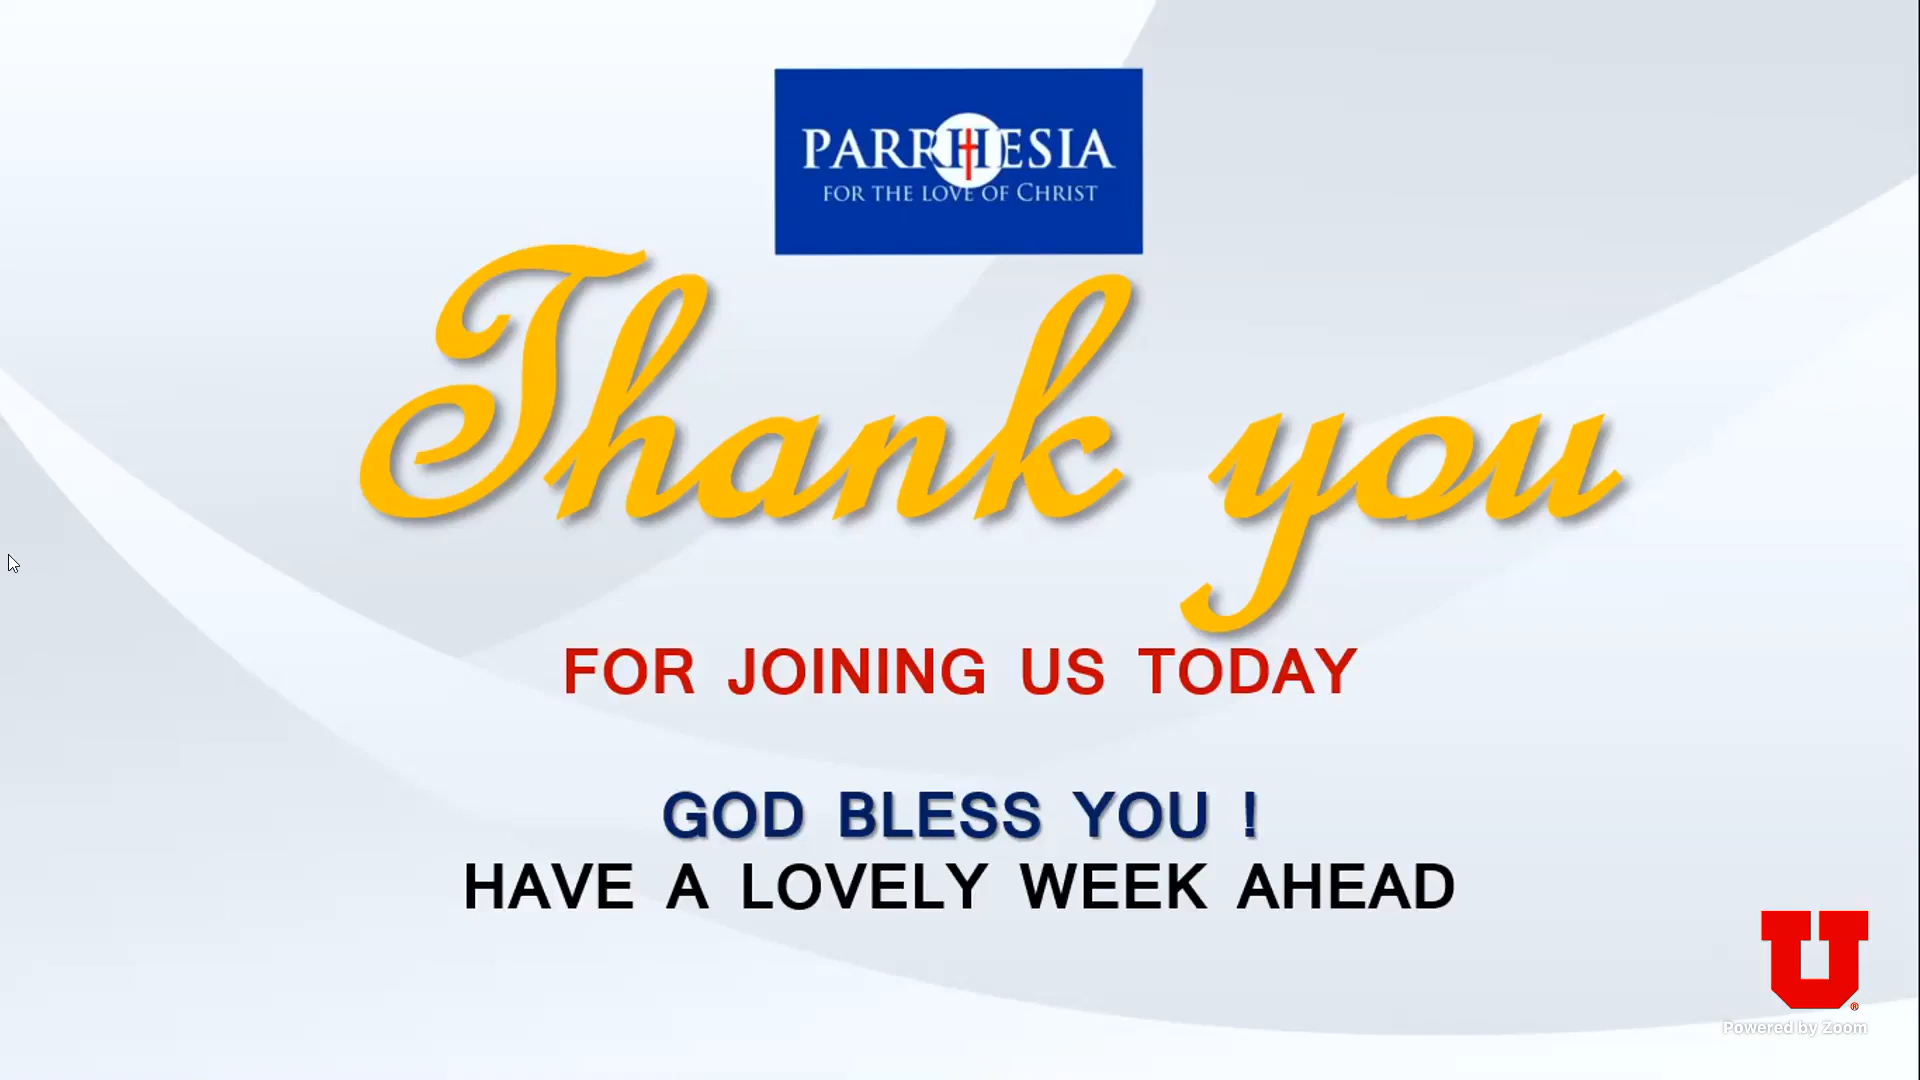 PARRHESIA
FOR THE LOVE OF CHRIST
Thank you
FOR JOINING US TODAY
GOD BLESS YOU !
HAVE A LOVELY WEEK AHEAD
U
®
Powered by Zoom